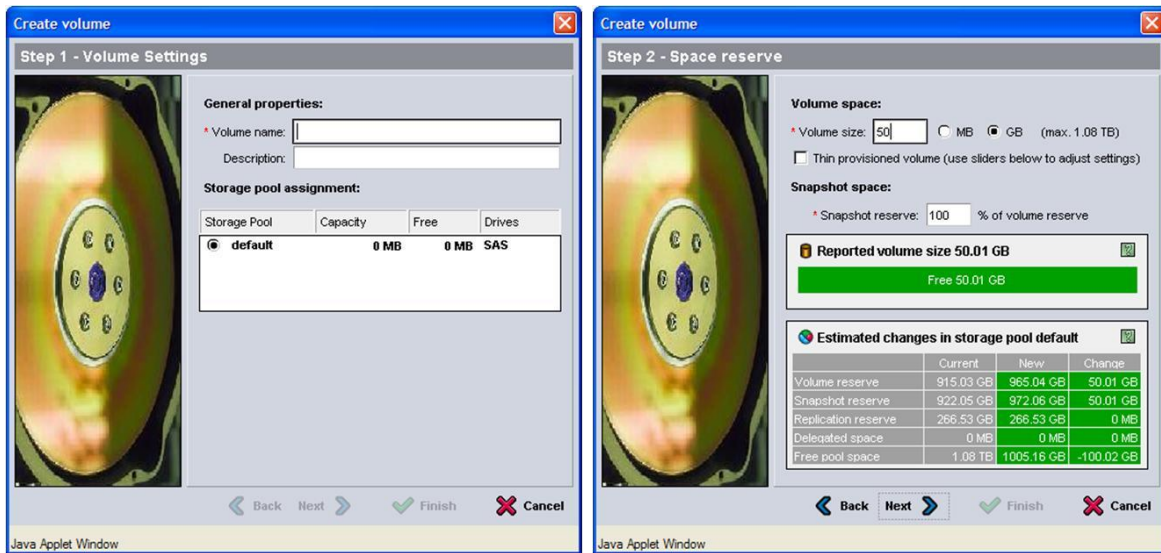 Create volume
Step 1 - Volume Settings
General properties:
* Volume name:
Description:
Storage pool assignment:
Storage Pool Capacity Free Drives
default 0 MB 0 MB SAS
Back Next Finish Cancel
Java Applet Window
Create volume
Step 2 - Space reserve
Volume space:
* Volume size: 50 MB GB (max. 1.08 TB)
Thin provisioned volume (use sliders below to adjust settings)
Snapshot space:
* Snapshot reserve: 100 % of volume reserve
Reported volume size 50.01 GB
Free 50.01 GB
Estimated changes in storage pool default
Current New Change
Volume reserve 915.03 GB 965.04 GB 50.01 GB
Snapshot reserve 922.05 GB 972.06 GB 50.01 GB
Replication reserve 266.53 GB 266.53 GB 0 MB
Delegated space 0 MB 0 MB 0 MB
Free pool space 1.08 TB 1005.16 GB -100.02 GB
Back Next Finish Cancel
Java Applet Window